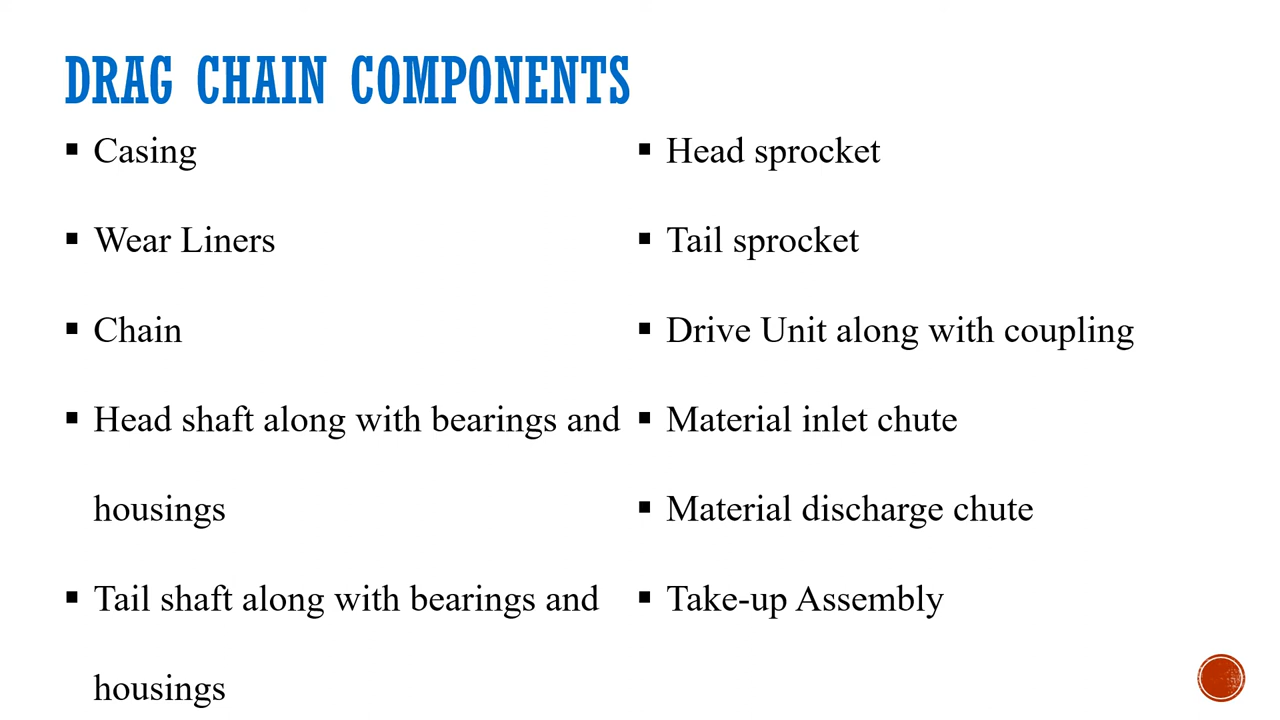 DRAG CHAIN COMPONENTS
▪ Casing
▪ Wear Liners
▪ Chain
▪ Head shaft along with bearings and
housings
▪ Tail shaft along with bearings and
housings
▪ Head sprocket
▪ Tail sprocket
▪ Drive Unit along with coupling
▪ Material inlet chute
▪ Material discharge chute
▪ Take-up Assembly